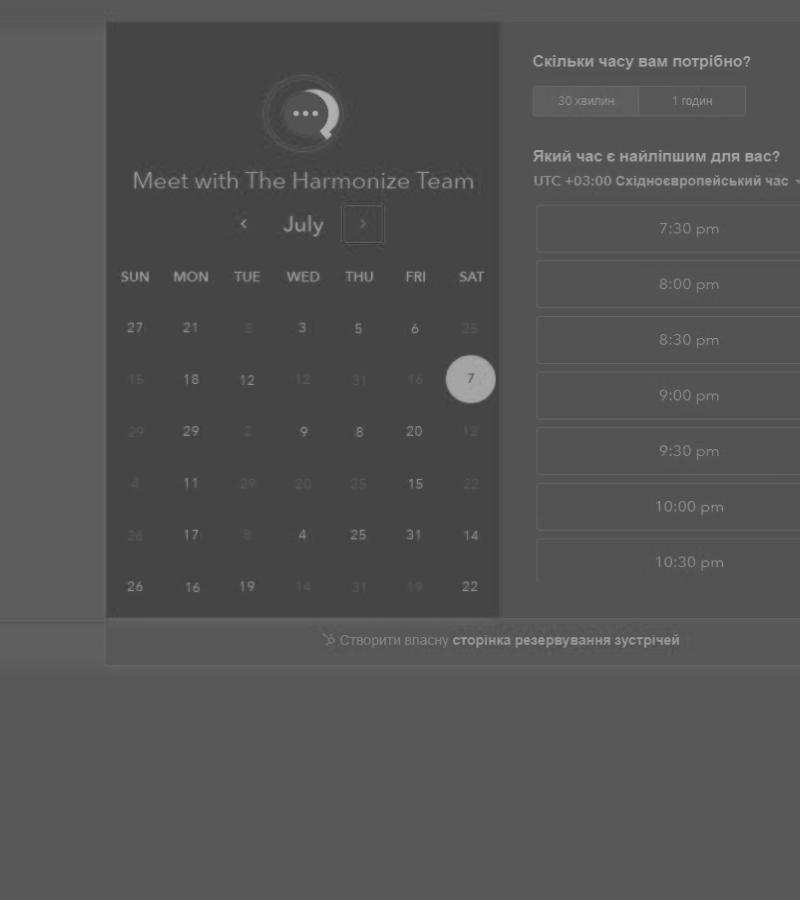 Meet with The Harmonize Team
July
SUN MON TUE WED THU FRI SAT
27 21 3 5 6 25
15 18 12 12 31 16 7
29 29 2 9 8 20 12
4 11 29 20 25 15 22
26 17 8 4 25 31 14
26 16 19 14 31 19 22
Скільки часу вам потрібно?
30 хвилин 1 годин
Який час є найліпшим для вас?
UTC +03:00 Східноєвропейський час
7:30 pm
8:00 pm
8:30 pm
9:00 pm
9:30 pm
10:00 pm
10:30 pm
Створити власну сторінка резервування зустрічей